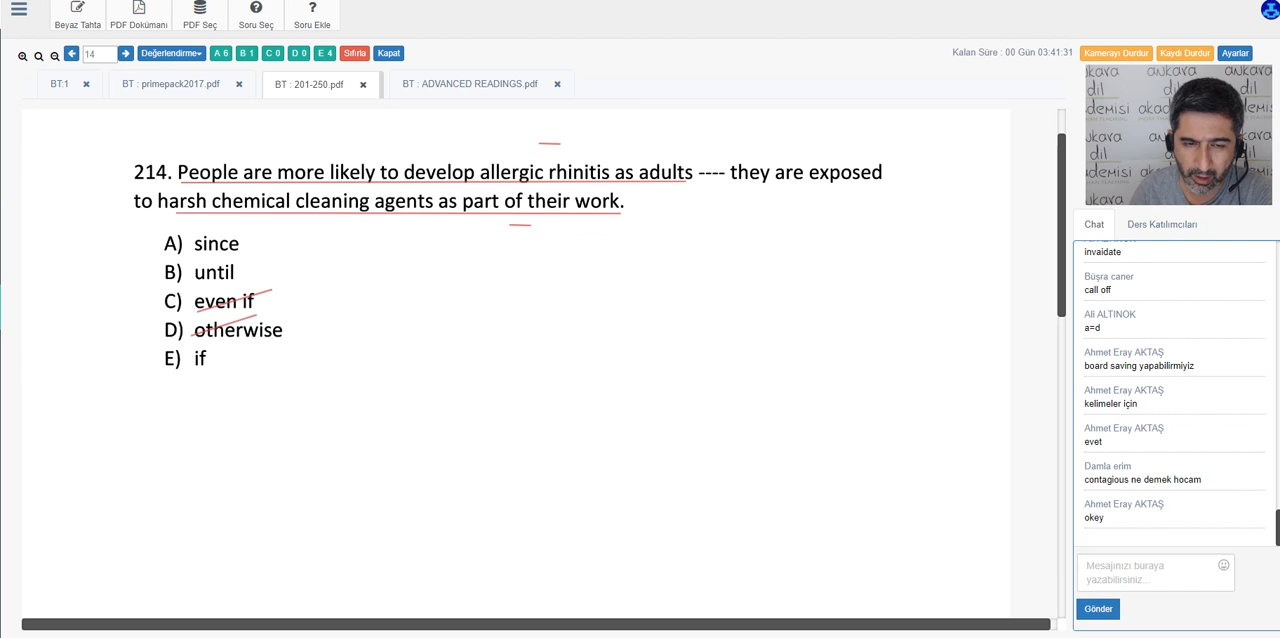 Beyaz Tahta
PDF Dokümanı
PDF Seç
Soru Seç
? Soru Ekle
14
Değerlendirme
A 6
B 1
C 0
D 0
E 4
Sıfırla
Kapat
Kalan Süre : 00 Gün 03:41:31
Kamerayı Durdur
Kaydı Durdur
Ayarlar
BT:1 ×
BT : primepack2017.pdf ×
BT : 201-250.pdf ×
BT : ADVANCED READINGS.pdf ×
214. People are more likely to develop allergic rhinitis as adults ---- they are exposed
to harsh chemical cleaning agents as part of their work.
A) since
B) until
C) even if
D) otherwise
E) if
ankara
dil
akademisi
Chat
Ders Katılımcıları
invaidate
Büşra caner
call off
Ali ALTINOK
a=d
Ahmet Eray AKTAŞ
board saving yapabilirmiyiz
Ahmet Eray AKTAŞ
kelimeler için
Ahmet Eray AKTAŞ
evet
Damla erim
contagious ne demek hocam
Ahmet Eray AKTAŞ
okey
Mesajınızı buraya
yazabilirsiniz...
Gönder